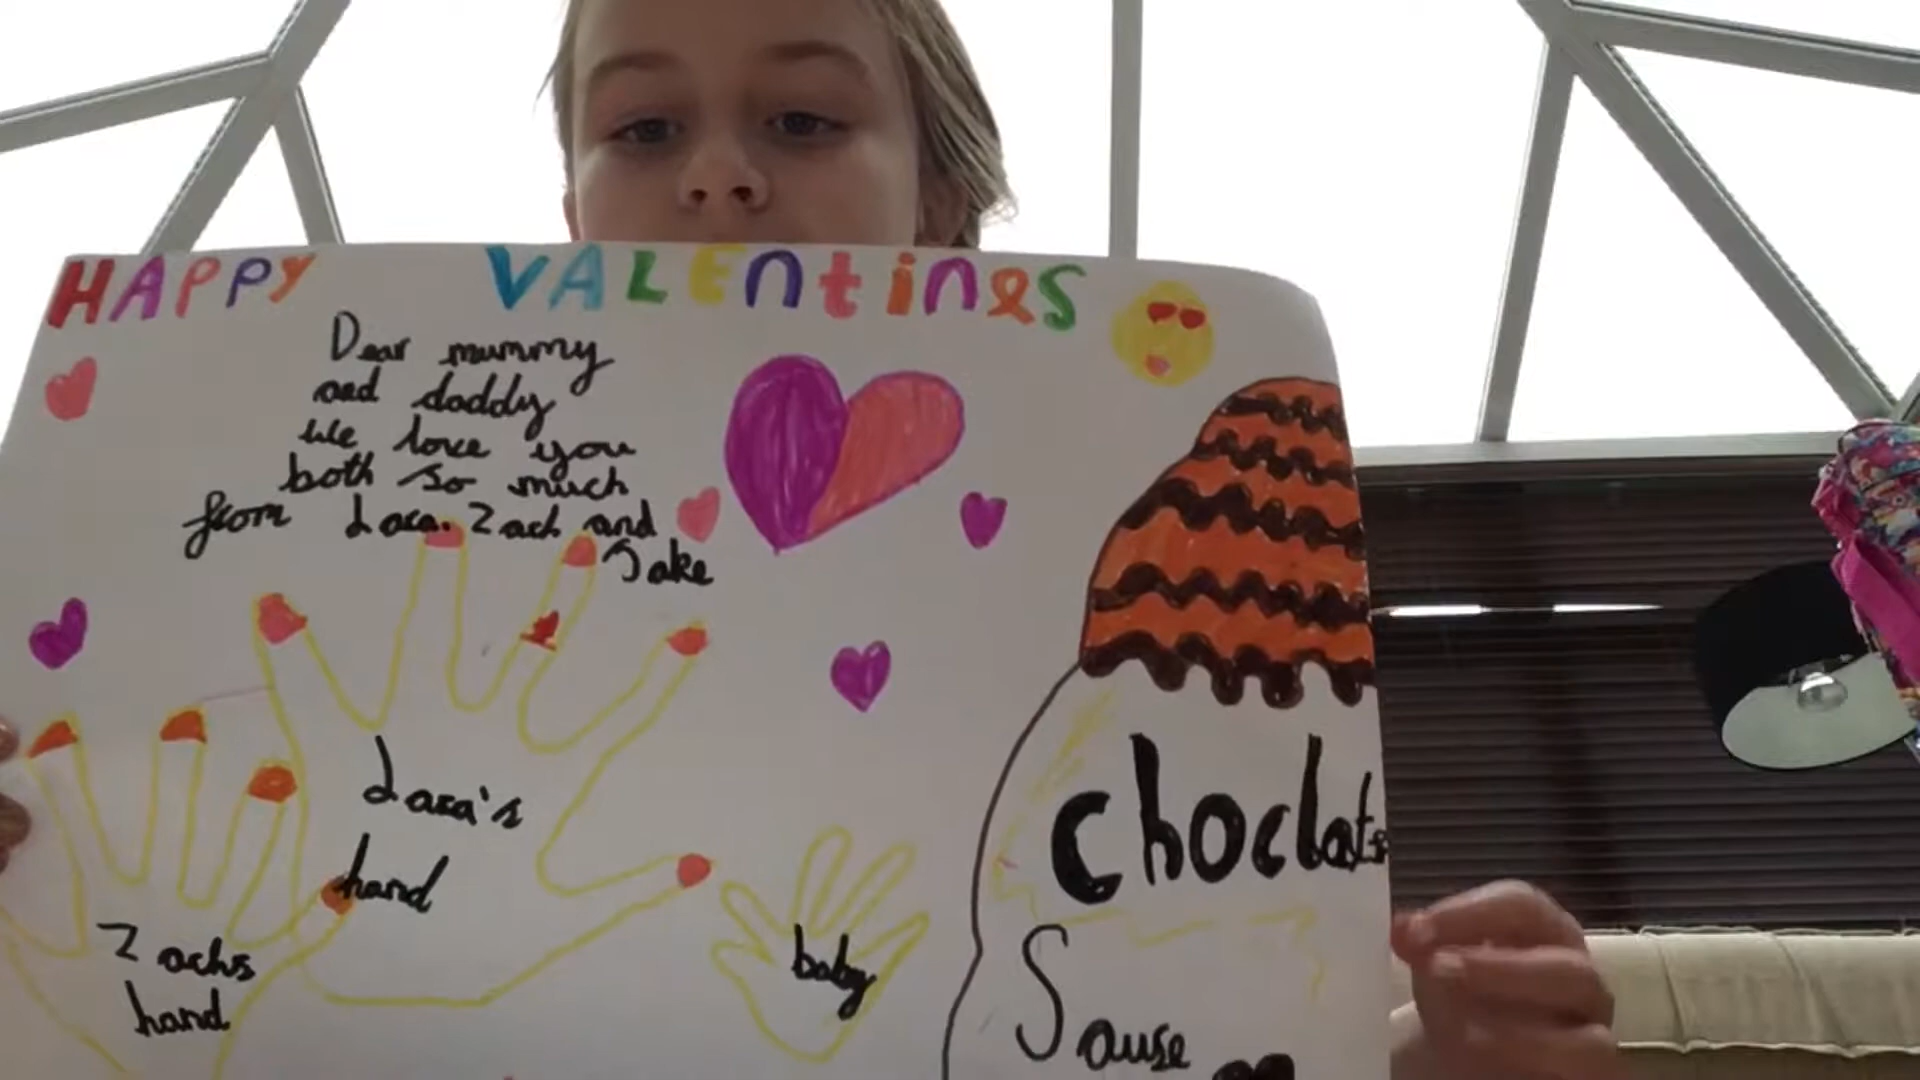 HAPPY VALENtiNES
Dear mummy
and daddy
we love you
both so much
from Lara. Zach and
Jake
Lara's
hand
Zachs
hand
baby
choclate
Sause